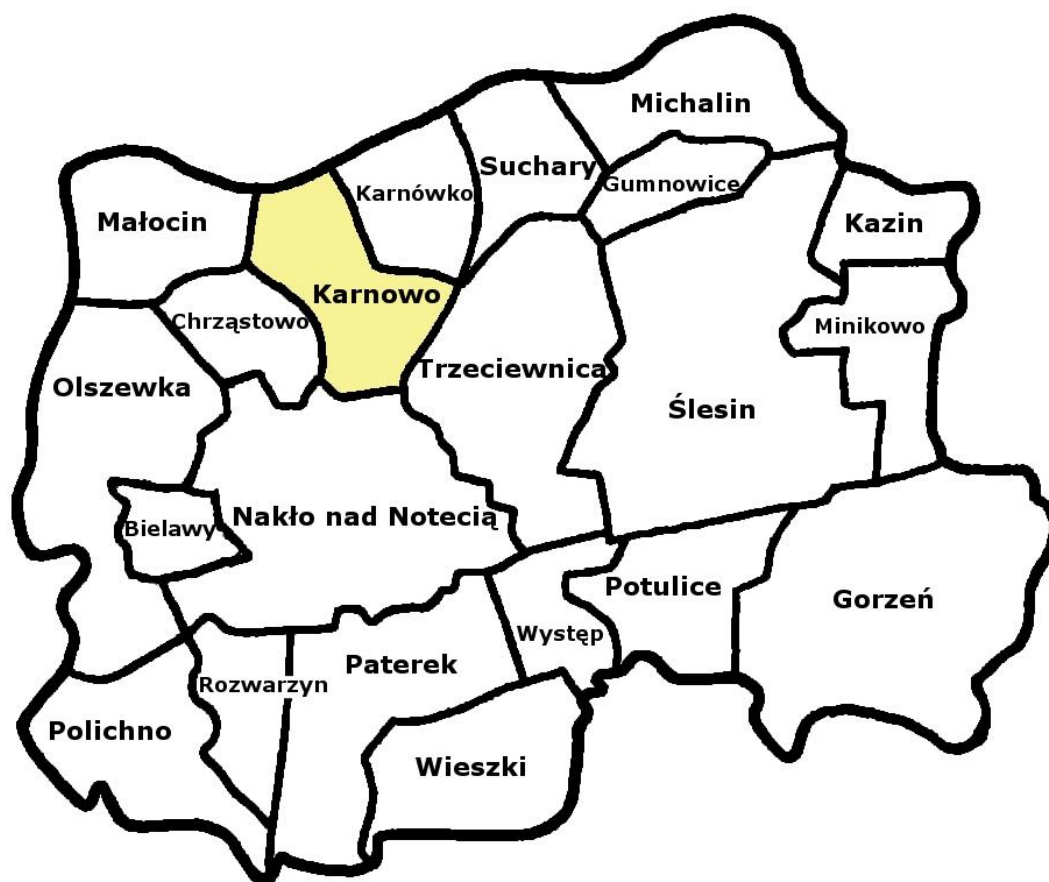 Michalin
Suchary
Gumnowice
Karnówko
Małocin
Kazin
Karnowo
Chrząstowo
Minikowo
Trzeciewnica
Olszewka
Ślesin
Nakło nad Notecią
Bielawy
Potulice
Gorzeń
Występ
Paterek
Rozwarzyn
Polichno
Wieszki